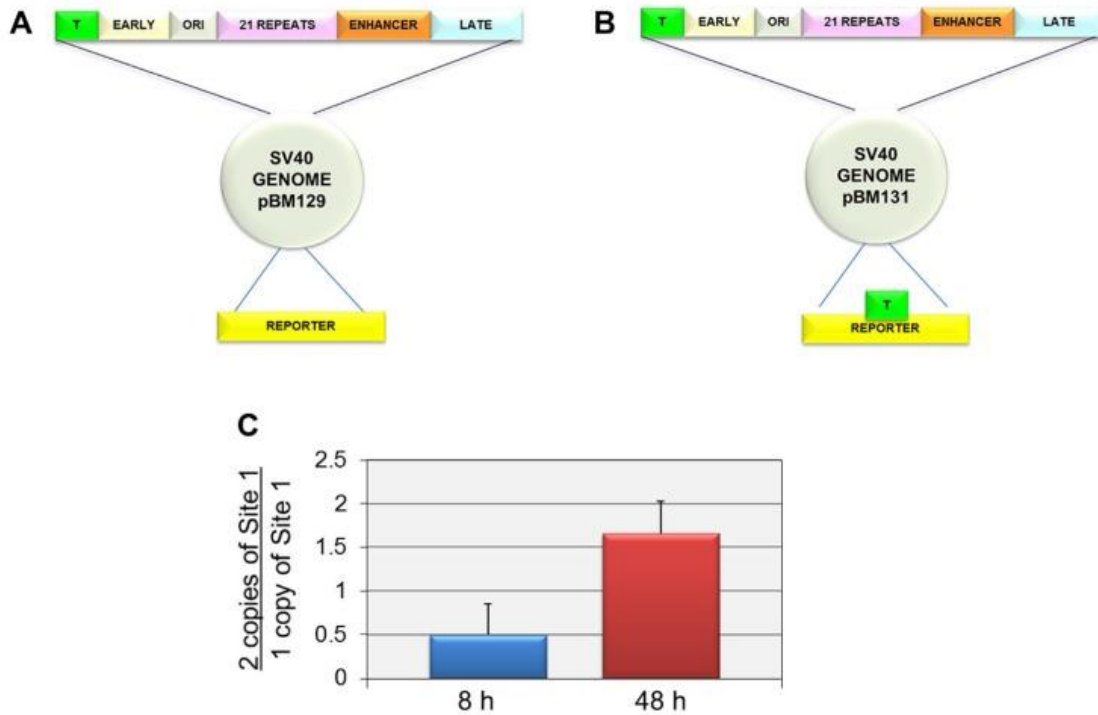 A
T EARLY ORI 21 REPEATS ENHANCER LATE
SV40
GENOME
pBM129
REPORTER
B
T EARLY ORI 21 REPEATS ENHANCER LATE
SV40
GENOME
pBM131
T
REPORTER
C
2 copies of Site 1
1 copy of Site 1
2.5
2
1.5
1
0.5
0
8 h 48 h